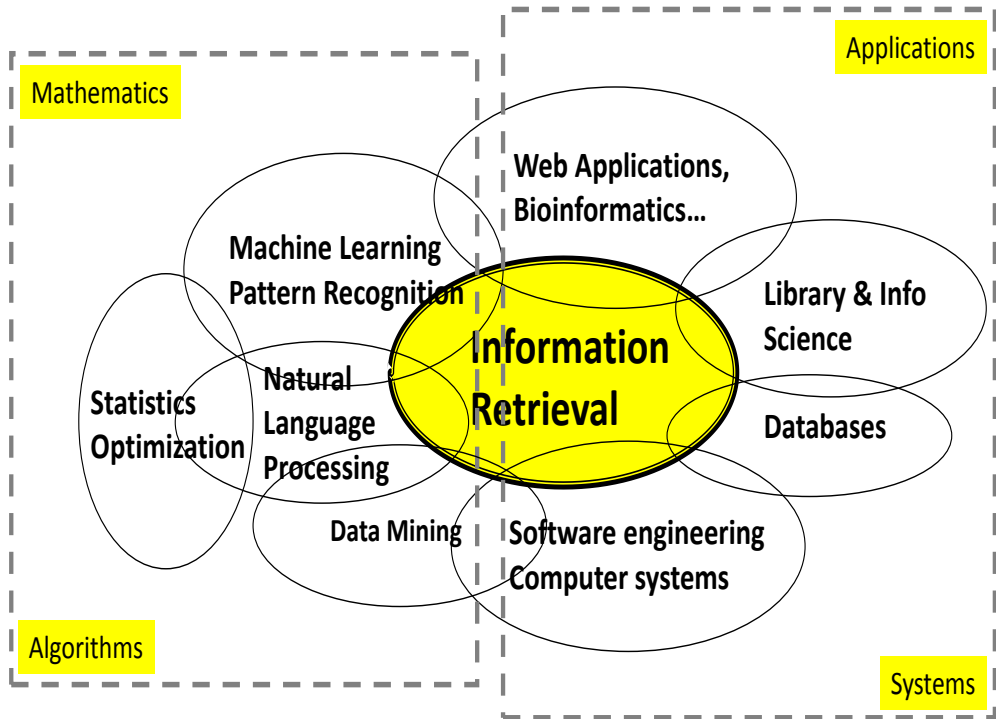 Applications
Mathematics
Web Applications,
Bioinformatics…
Machine Learning
Pattern Recognition
Library & Info
Science
Information
Retrieval
Natural
Language
Processing
Statistics
Optimization
Databases
Data Mining
Software engineering
Computer systems
Algorithms
Systems